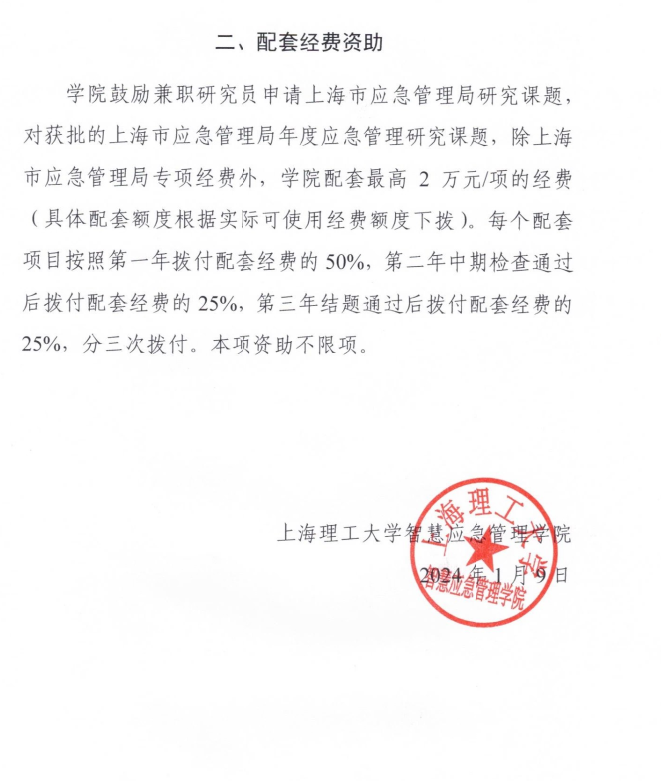 二、配套经费资助
学院鼓励兼职研究员申请上海市应急管理局研究课题，
对获批的上海市应急管理局年度应急管理研究课题，除上海
市应急管理局专项经费外，学院配套最高 2 万元/项的经费
（具体配套额度根据实际可使用经费额度下拨）。每个配套
项目按照第一年拨付配套经费的 50%，第二年中期检查通过
后拨付配套经费的 25%，第三年结题通过后拨付配套经费的
25%，分三次拨付。本项资助不限项。
上海理工大学智慧应急管理学院
2024 年 1 月 9 日
上海理工大学
智慧应急管理学院